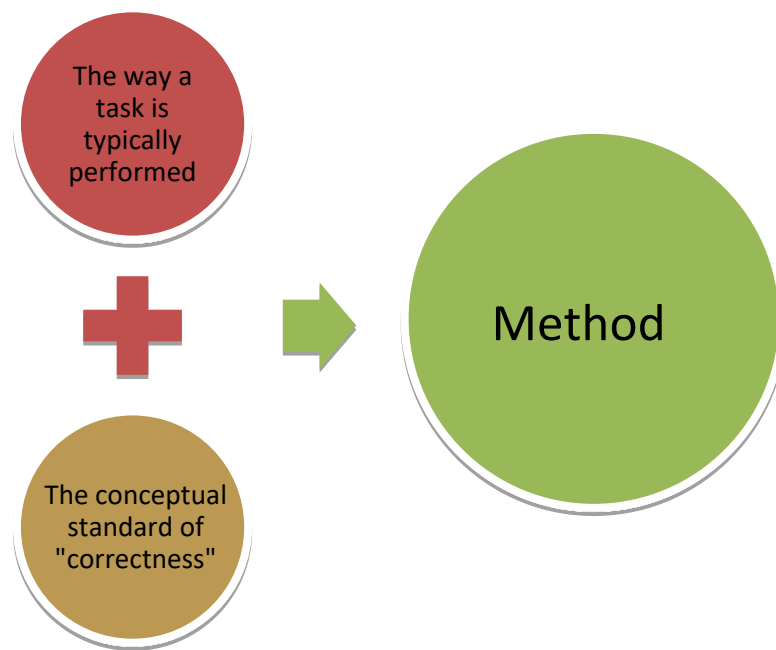 The way a
task is
typically
performed
The conceptual
standard of
"correctness"
Method